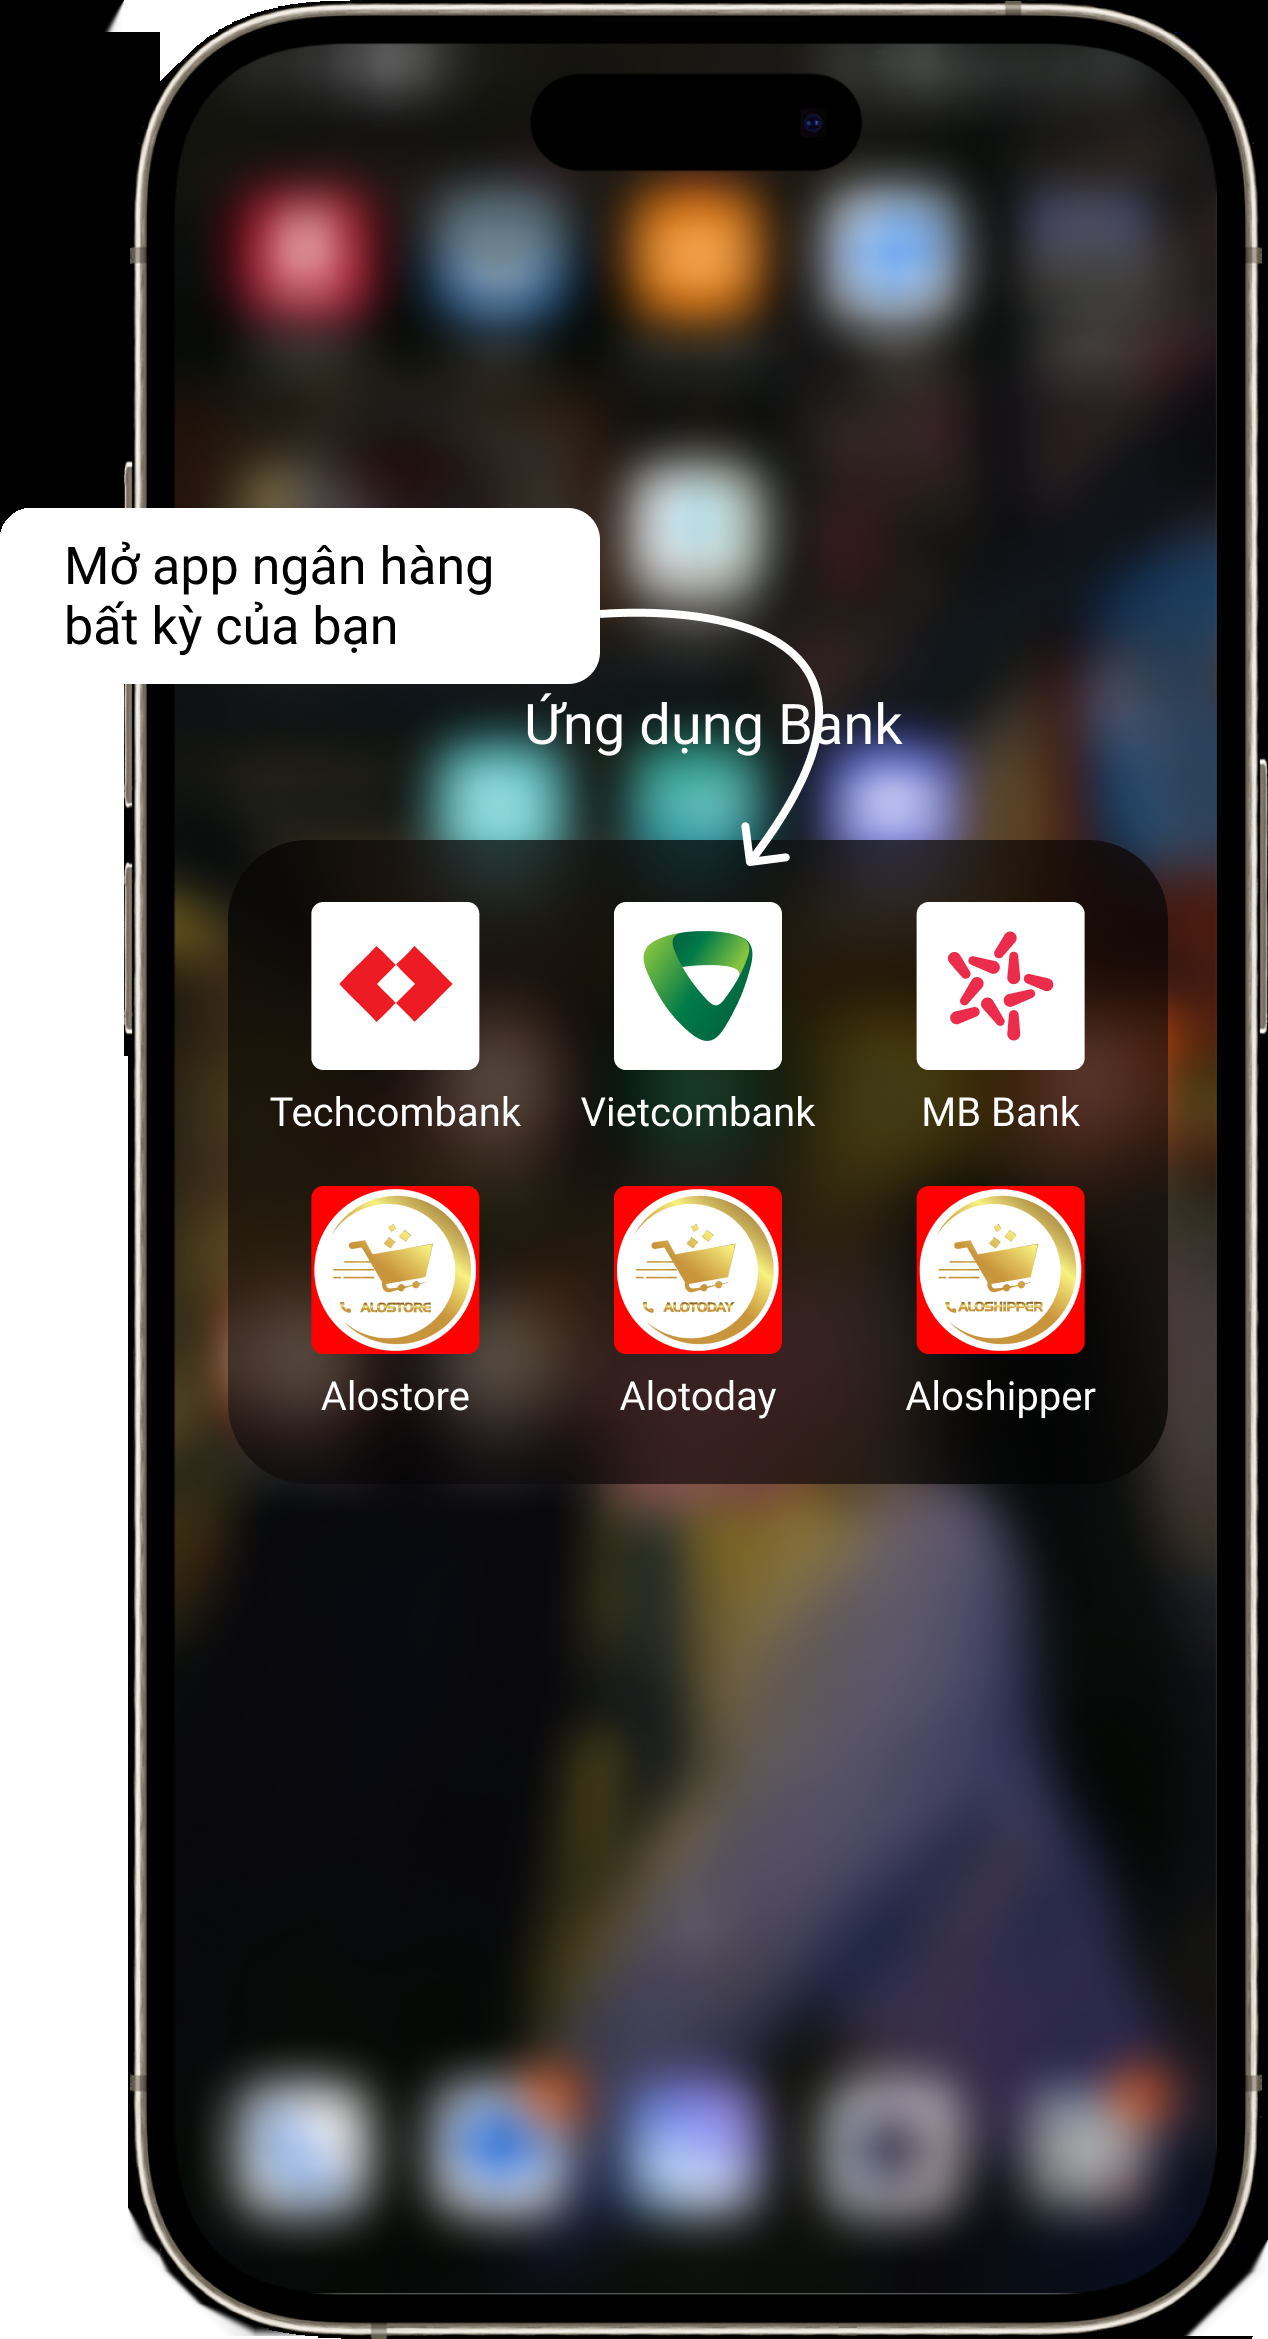 Mở app ngân hàng
bất kỳ của bạn
Ứng dụng Bank
Techcombank
Vietcombank
MB Bank
ALOSTORE
ALOTODAY
ALOSHIPPER
Alostore
Alotoday
Aloshipper